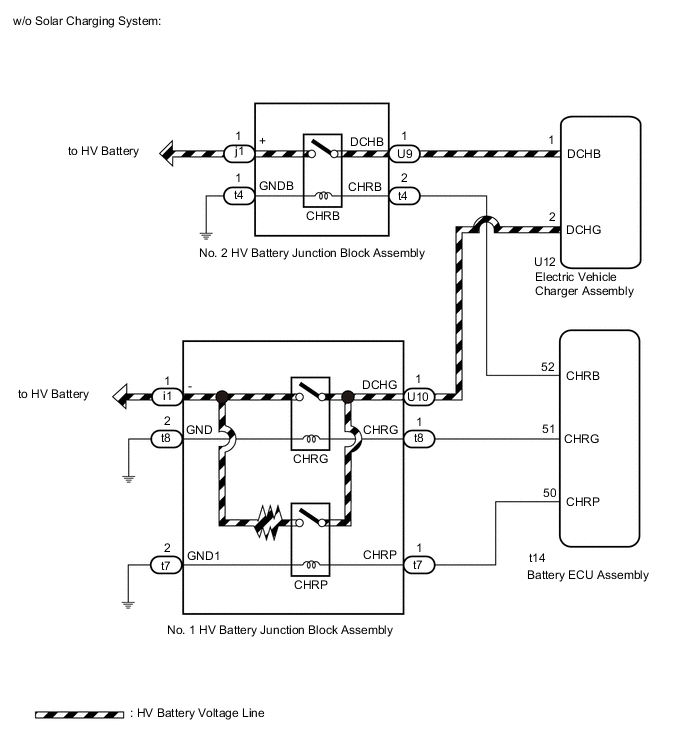 w/o Solar Charging System:
to HV Battery
1
j1
+
DCHB
1
U9
1
DCHB
1
t4
GNDB
CHRB
2
t4
CHRB
2
DCHG
No. 2 HV Battery Junction Block Assembly
U12
Electric Vehicle
Charger Assembly
to HV Battery
1
i1
-
DCHG
1
U10
52
CHRB
2
t8
GND
CHRG
1
t8
51
CHRG
CHRG
50
CHRP
2
t7
GND1
CHRP
1
t7
CHRP
t14
Battery ECU Assembly
No. 1 HV Battery Junction Block Assembly
: HV Battery Voltage Line